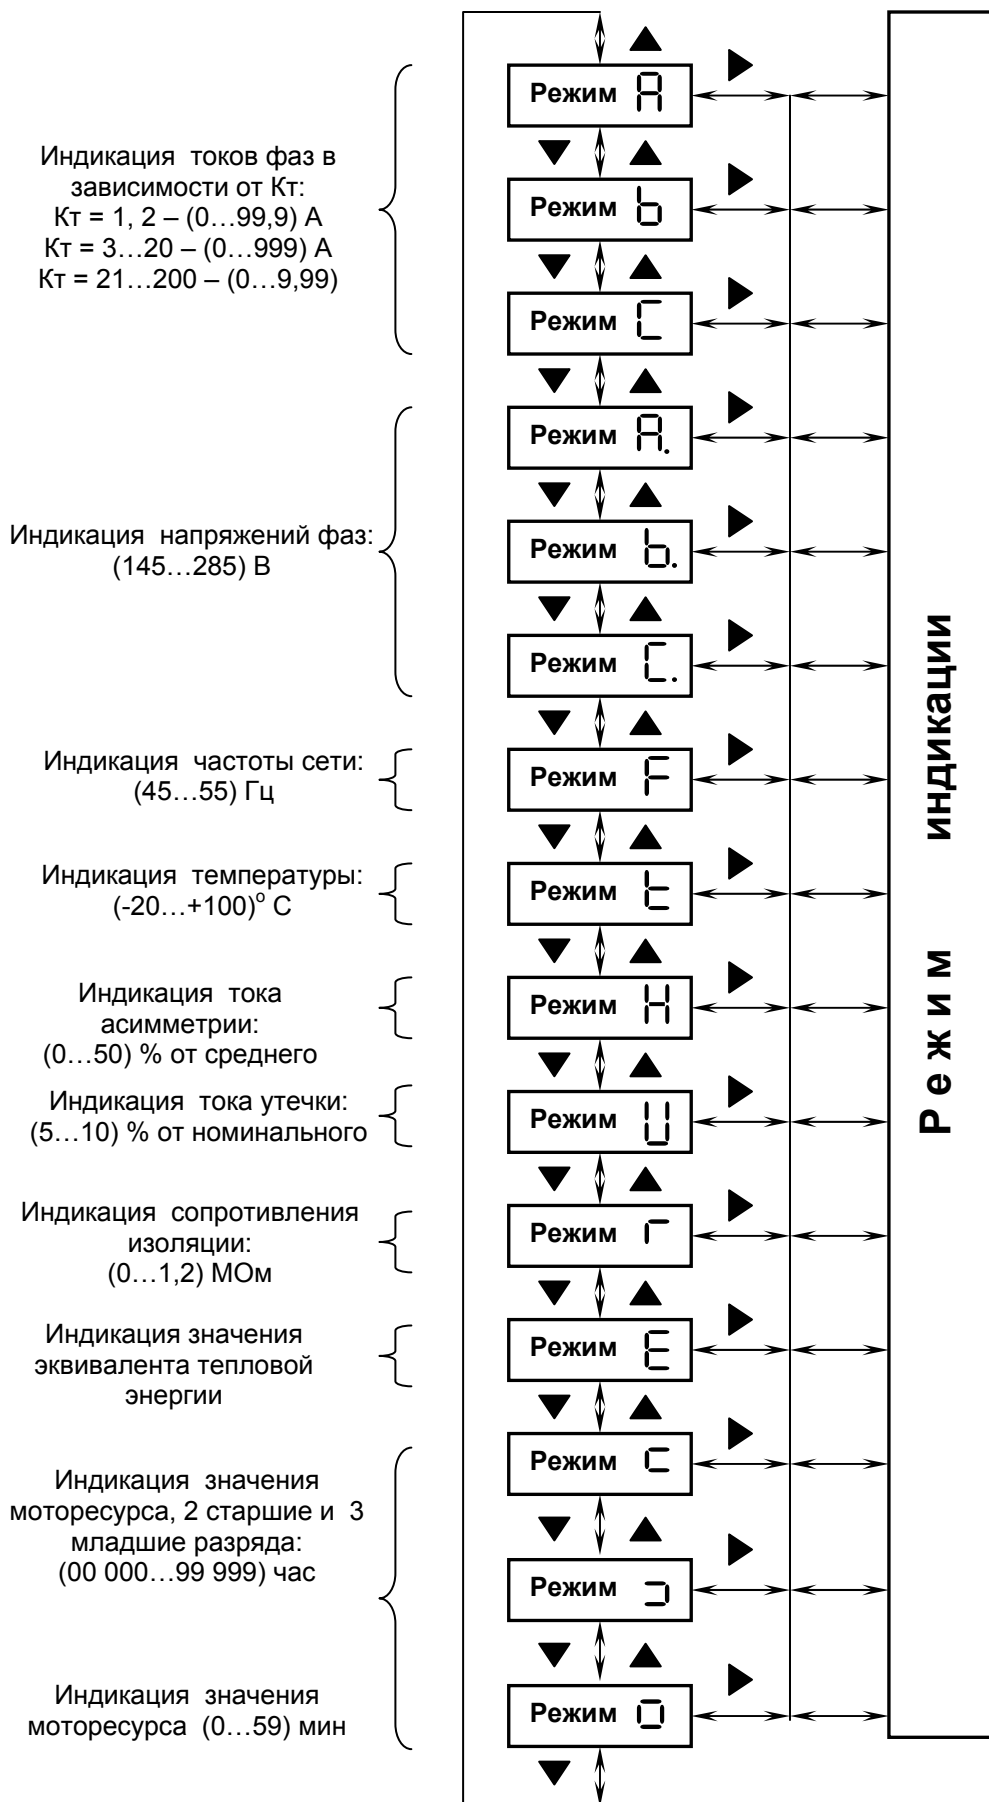 Режим A
Режим b
Режим C
Режим A.
Режим b.
Режим C.
Режим F
Режим t
Режим H
Режим U
Режим r
Режим E
Режим c
Режим ɔ
Режим o
Индикация токов фаз в
зависимости от Кт:
Кт = 1, 2 – (0…99,9) А
Кт = 3…20 – (0…999) А
Кт = 21…200 – (0…9,99)
Индикация напряжений фаз:
(145…285) В
Индикация частоты сети:
(45…55) Гц
Индикация температуры:
(-20…+100)° С
Индикация тока
асимметрии:
(0…50) % от среднего
Индикация тока утечки:
(5…10) % от номинального
Индикация сопротивления
изоляции:
(0…1,2) МОм
Индикация значения
эквивалента тепловой
энергии
Индикация значения
моторесурса, 2 старшие и 3
младшие разряда:
(00 000…99 999) час
Индикация значения
моторесурса (0…59) мин
Режим индикации